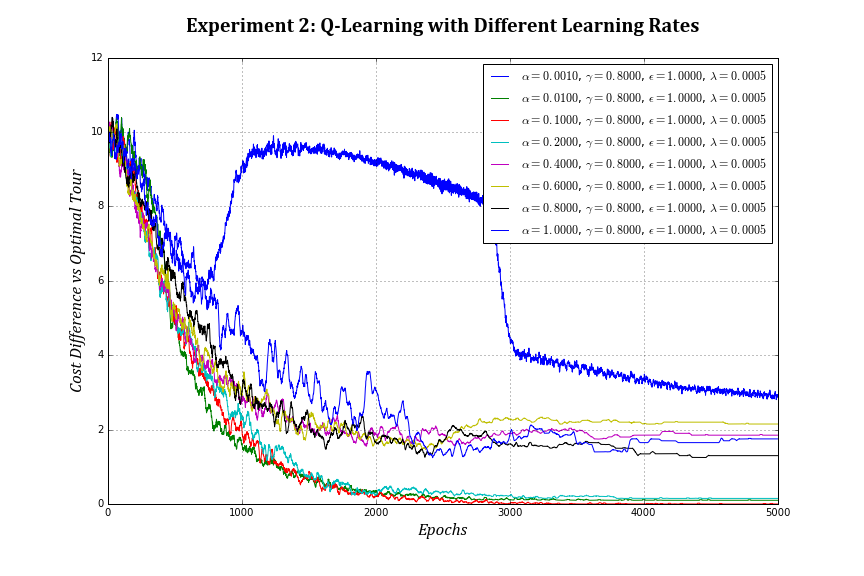 Experiment 2: Q-Learning with Different Learning Rates
12
10
8
6
4
2
0
Cost Difference vs Optimal Tour
α = 0.0010, γ = 0.8000, ϵ = 1.0000, λ = 0.0005
α = 0.0100, γ = 0.8000, ϵ = 1.0000, λ = 0.0005
α = 0.1000, γ = 0.8000, ϵ = 1.0000, λ = 0.0005
α = 0.2000, γ = 0.8000, ϵ = 1.0000, λ = 0.0005
α = 0.4000, γ = 0.8000, ϵ = 1.0000, λ = 0.0005
α = 0.6000, γ = 0.8000, ϵ = 1.0000, λ = 0.0005
α = 0.8000, γ = 0.8000, ϵ = 1.0000, λ = 0.0005
α = 1.0000, γ = 0.8000, ϵ = 1.0000, λ = 0.0005
0 1000 2000 3000 4000 5000
Epochs